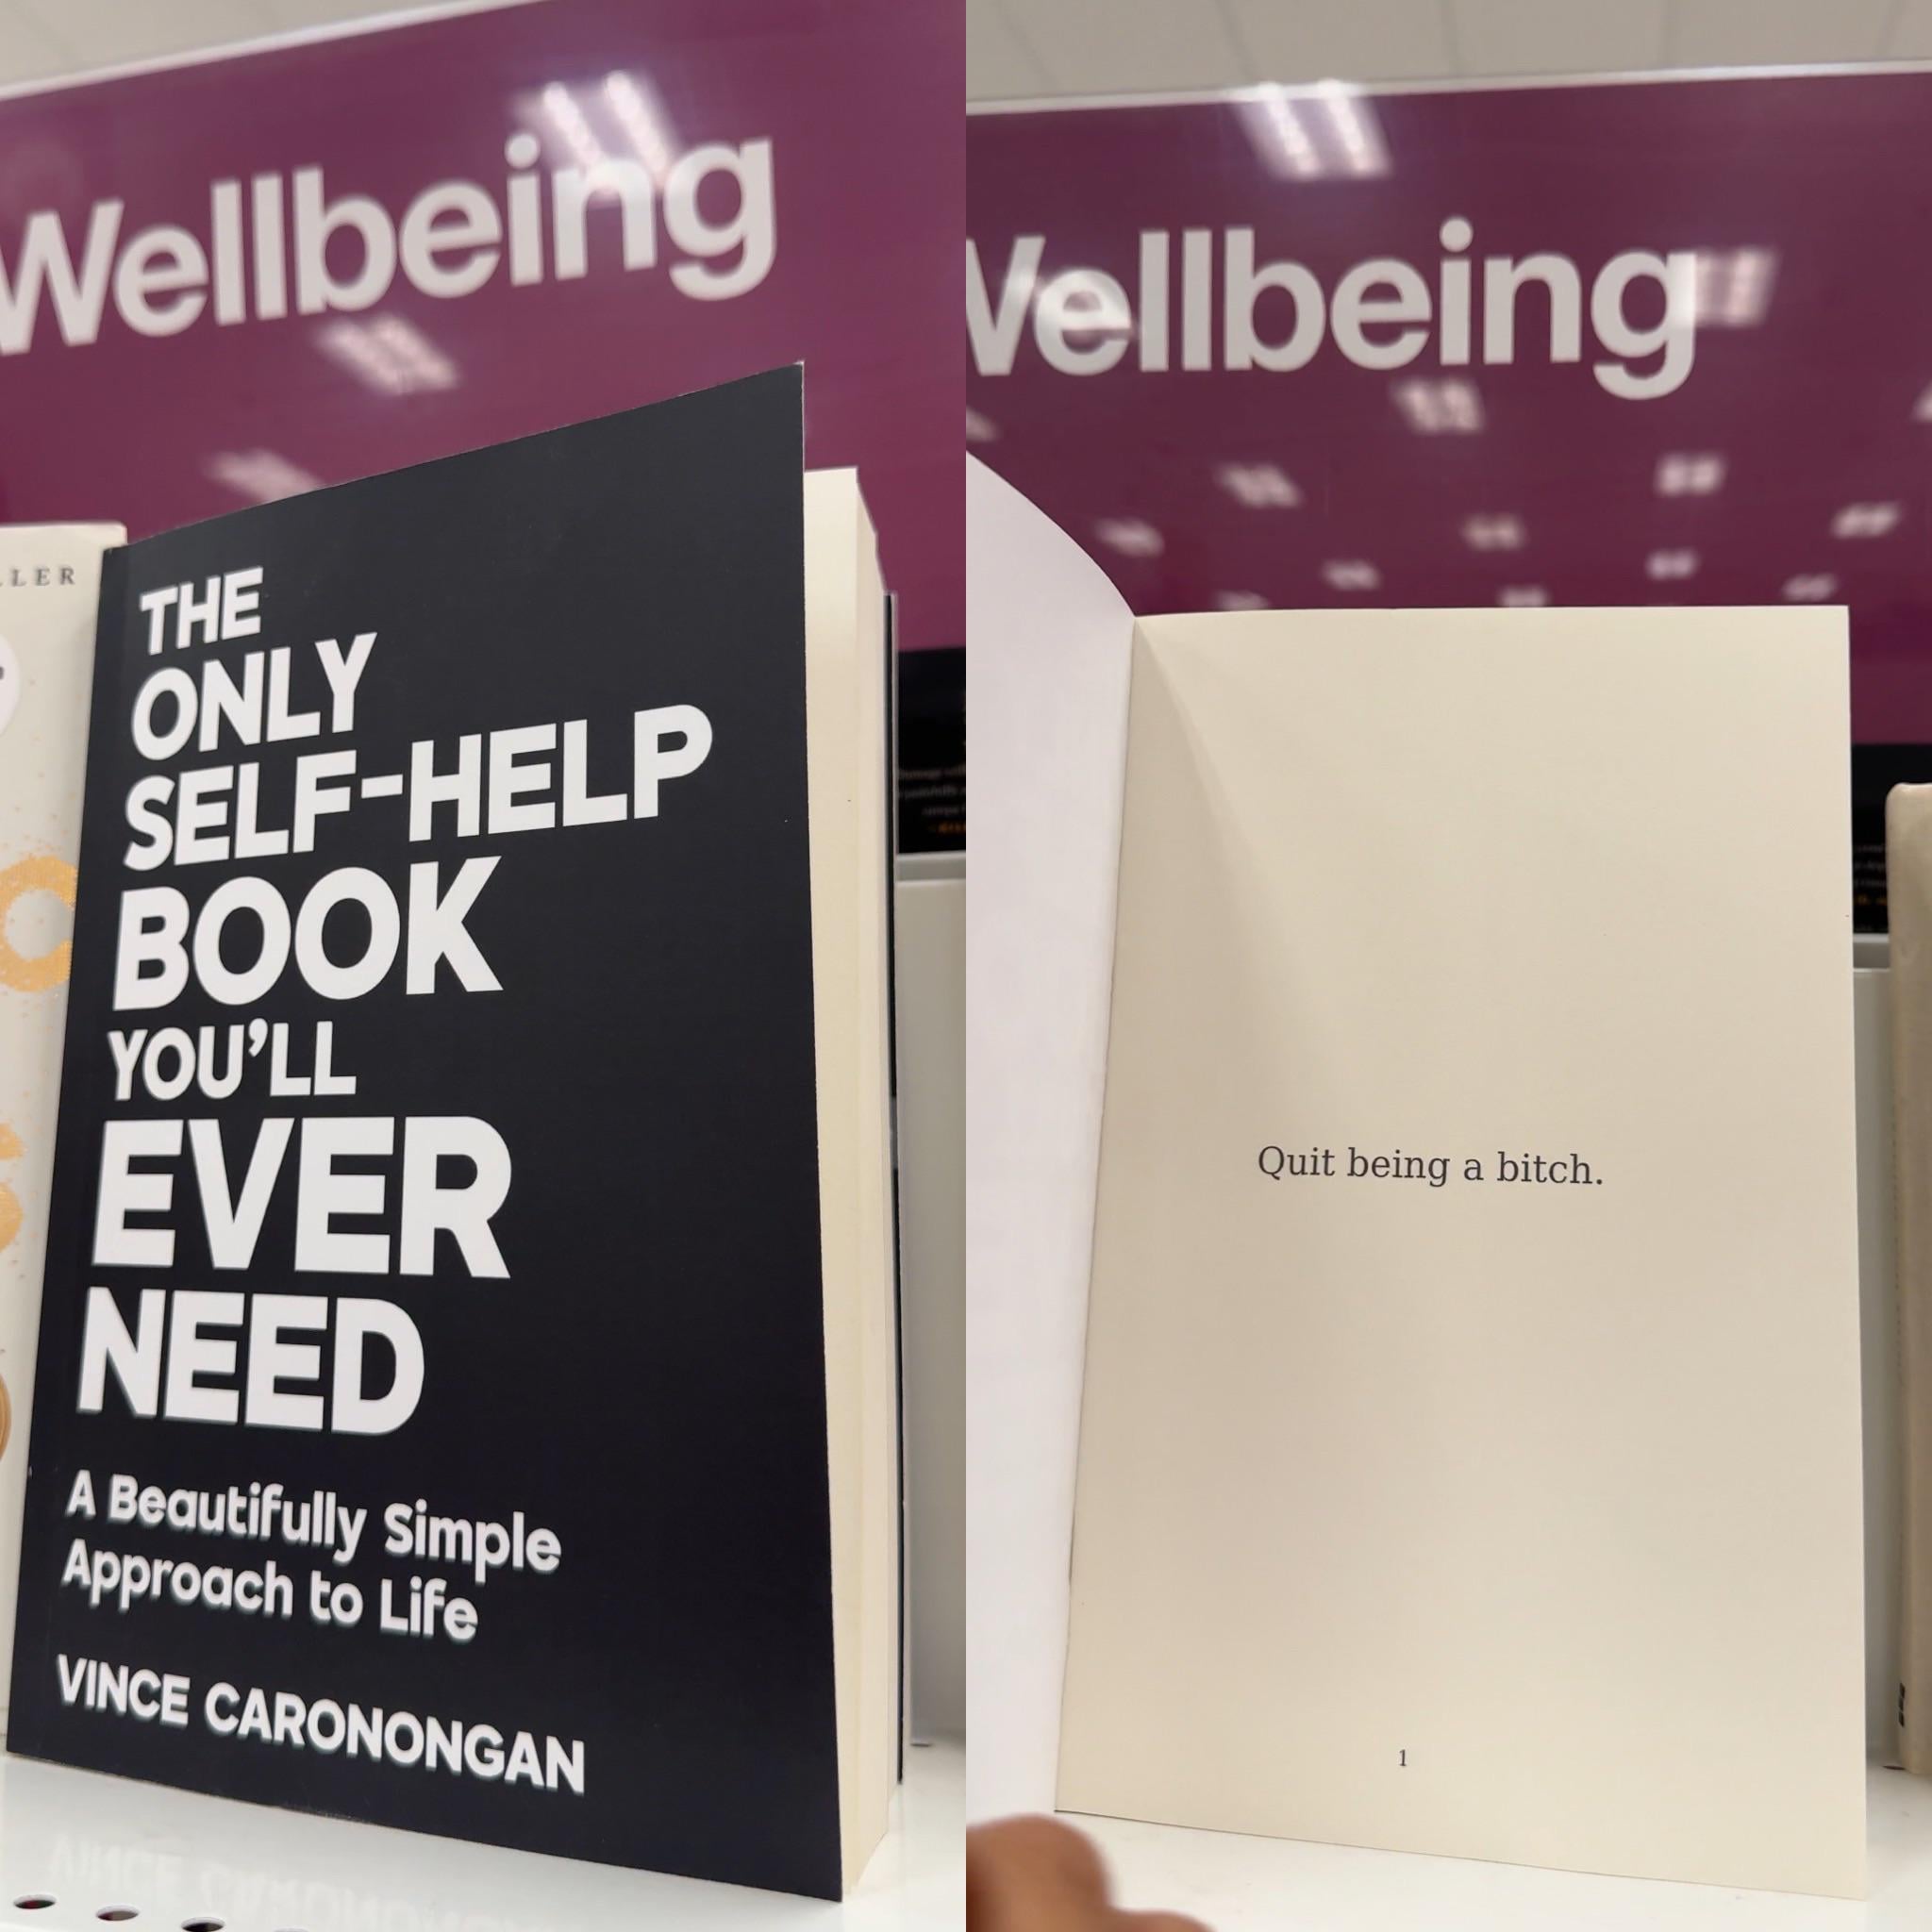 Wellbeing
LLER
THE
ONLY
SELF-HELP
BOOK
YOU'LL
EVER
NEED
A Beautifully Simple
Approach to Life
VINCE CARONONGAN
Wellbeing
Quit being a bitch.
1